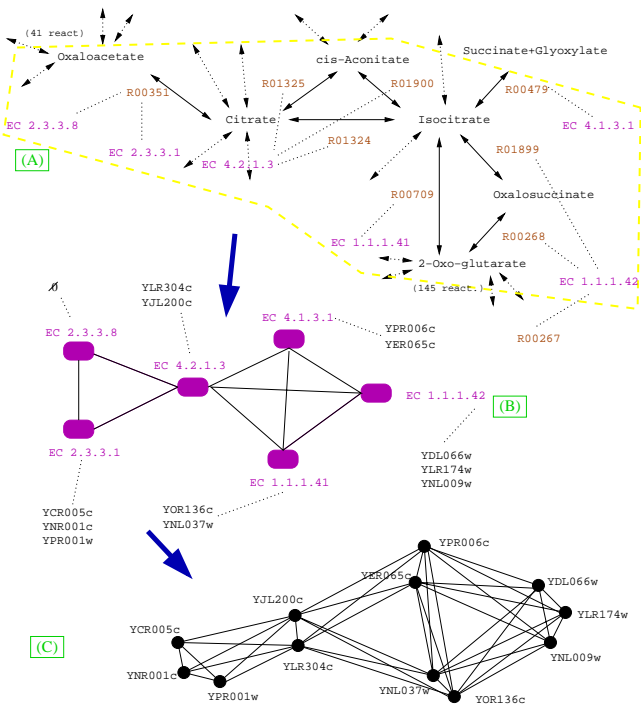 (41 react)
Oxaloacetate
cis-Aconitate
Succinate+Glyoxylate
R00351
R01325
R01900
R00479
EC 2.3.3.8
Citrate
Isocitrate
EC 4.1.3.1
R01324
EC 2.3.3.1
EC 4.2.1.3
R01899
(A)
R00709
Oxalosuccinate
EC 1.1.1.41
R00268
2-Oxo-glutarate
EC 1.1.1.42
(145 react.)
R00267
Ø
YLR304c
YJL200c
EC 2.3.3.8
EC 4.1.3.1
YPR006c
YER065c
EC 4.2.1.3
EC 1.1.1.42
(B)
EC 2.3.3.1
EC 1.1.1.41
YDL066w
YLR174w
YNL009w
YCR005c
YNR001c
YPR001w
YOR136c
YNL037w
YPR006c
YER065c
YDL066w
YJL200c
YLR174w
YCR005c
(C)
YLR304c
YNL009w
YNR001c
YPR001w
YNL037w
YOR136c